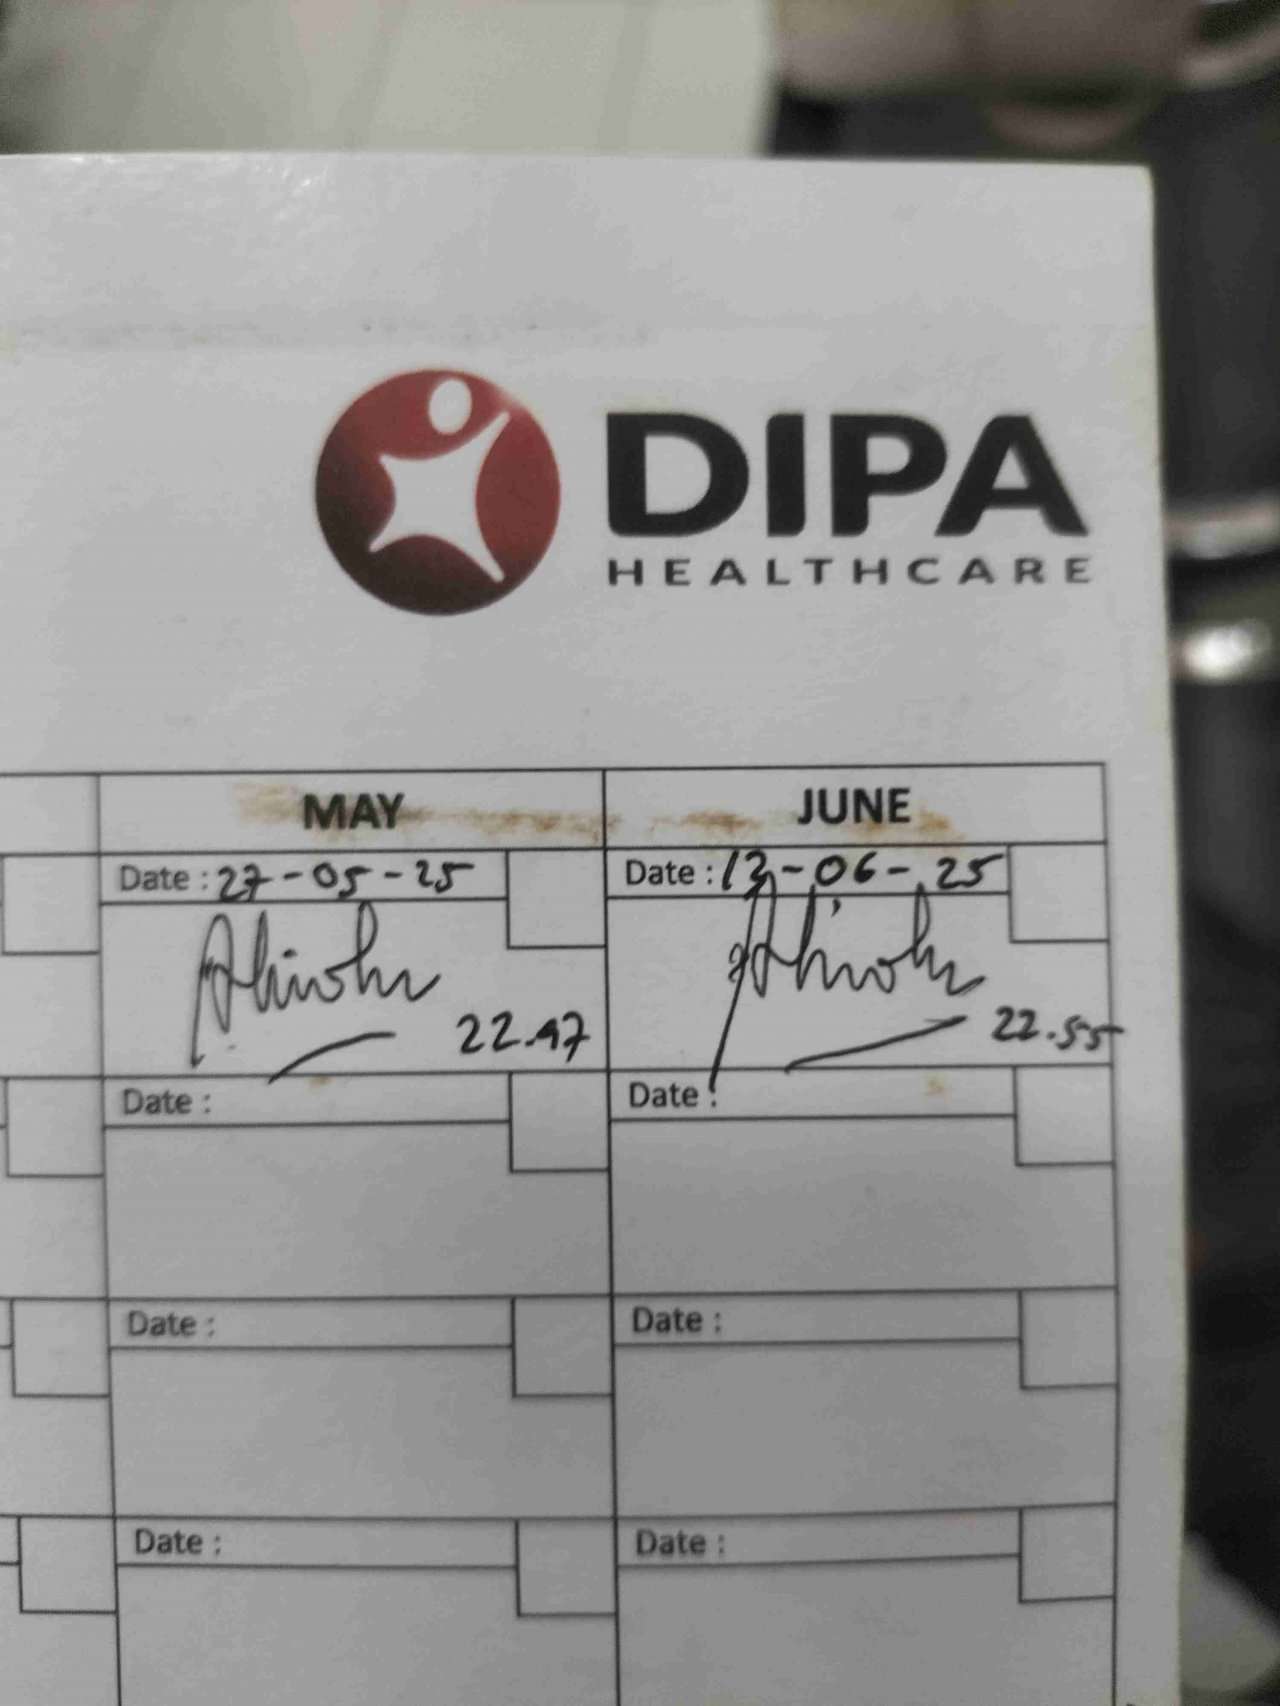 DIPA
HEALTHCARE
MAY JUNE
Date : 27-05-25 Date : 13-06-25
22.47 22.55
Date : Date :
Date : Date :
Date : Date :